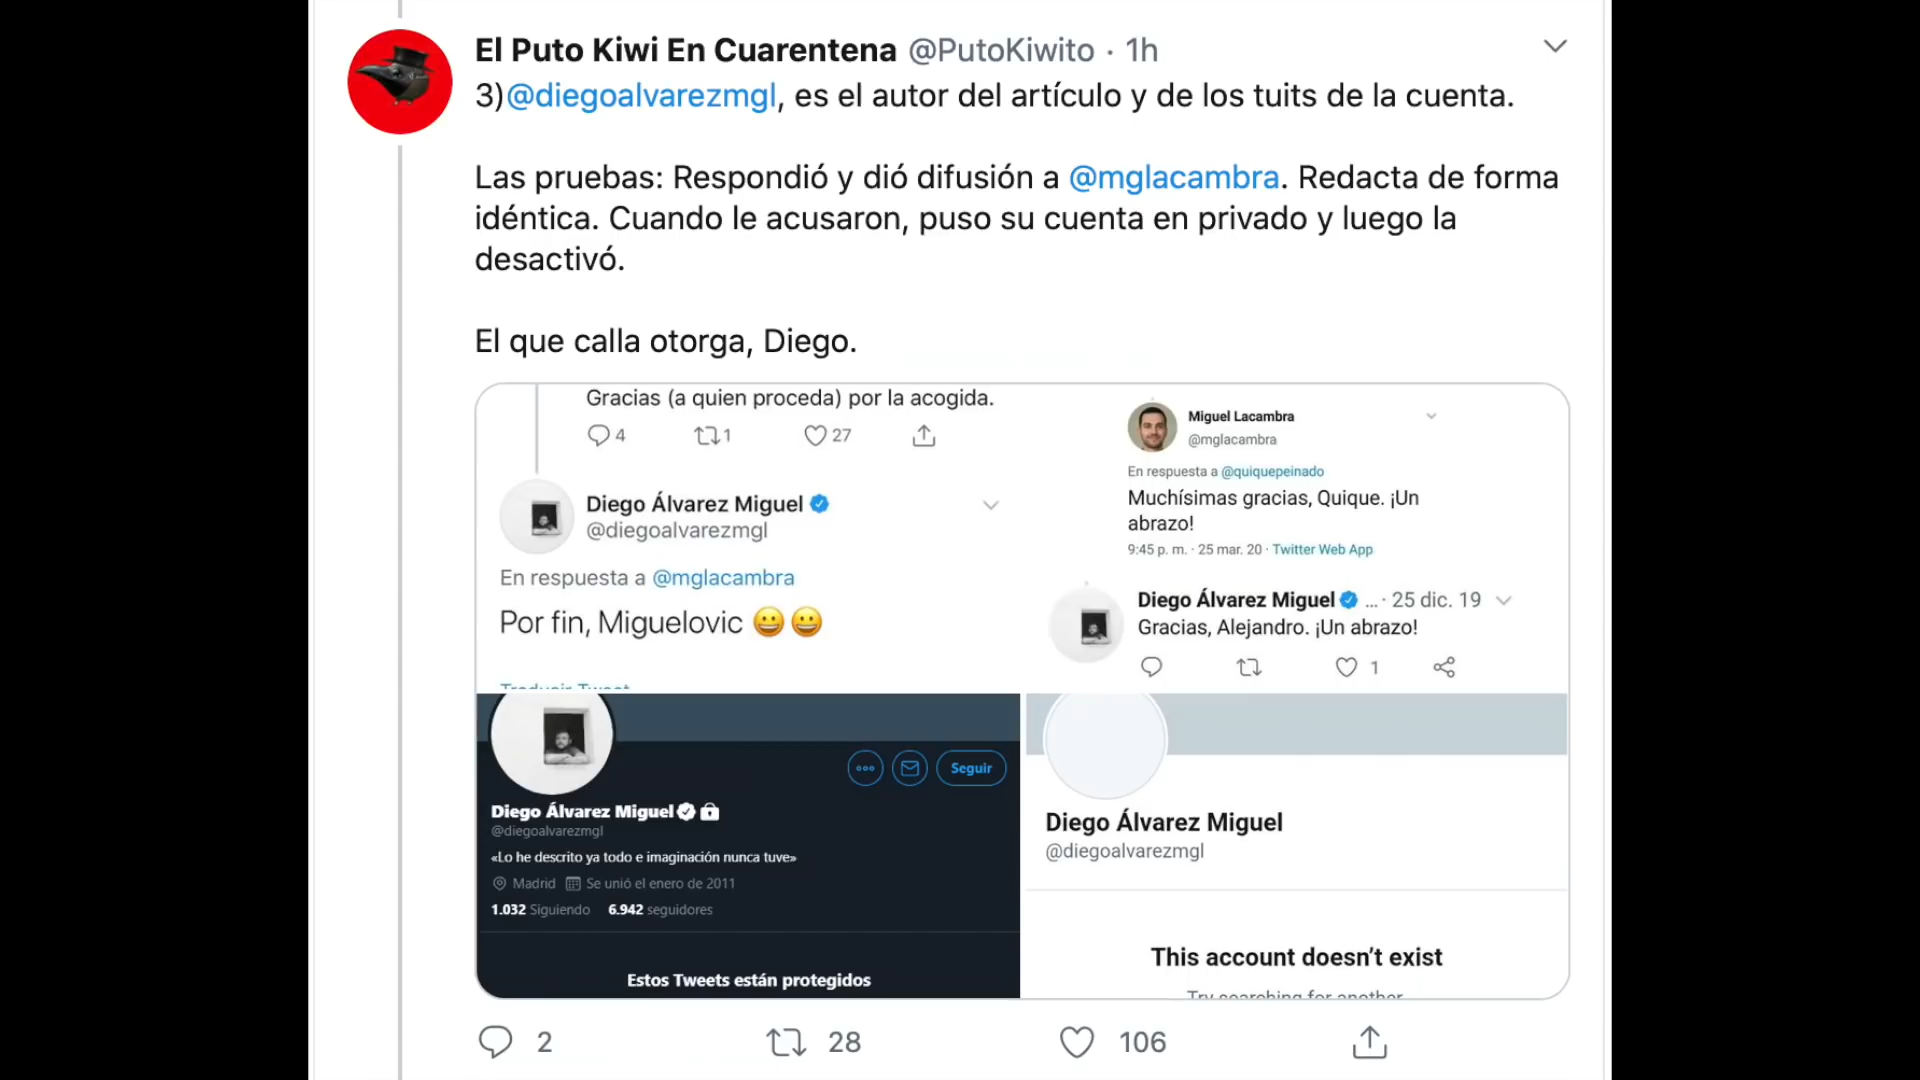 El Puto Kiwi En Cuarentena @PutoKiwito · 1h
3)@diegoalvarezmgl, es el autor del artículo y de los tuits de la cuenta.
Las pruebas: Respondió y dió difusión a @mglacambra. Redacta de forma
idéntica. Cuando le acusaron, puso su cuenta en privado y luego la
desactivó.
El que calla otorga, Diego.
Gracias (a quien proceda) por la acogida.
4 1 27
Diego Álvarez Miguel
@diegoalvarezmgl
En respuesta a @mglacambra
Por fin, Miguelovic 😀😀
Traducir Tweet
Miguel Lacambra
@mglacambra
En respuesta a @quiquepeinado
Muchísimas gracias, Quique. ¡Un
abrazo!
9:45 p. m. · 25 mar. 20 · Twitter Web App
Diego Álvarez Miguel ... · 25 dic. 19
Gracias, Alejandro. ¡Un abrazo!
1
Seguir
Diego Álvarez Miguel
@diegoalvarezmgl
«Lo he descrito ya todo e imaginación nunca tuve»
Madrid Se unió el enero de 2011
1.032 Siguiendo 6.942 seguidores
Estos Tweets están protegidos
Diego Álvarez Miguel
@diegoalvarezmgl
This account doesn't exist
Try searching for another
2 28 106